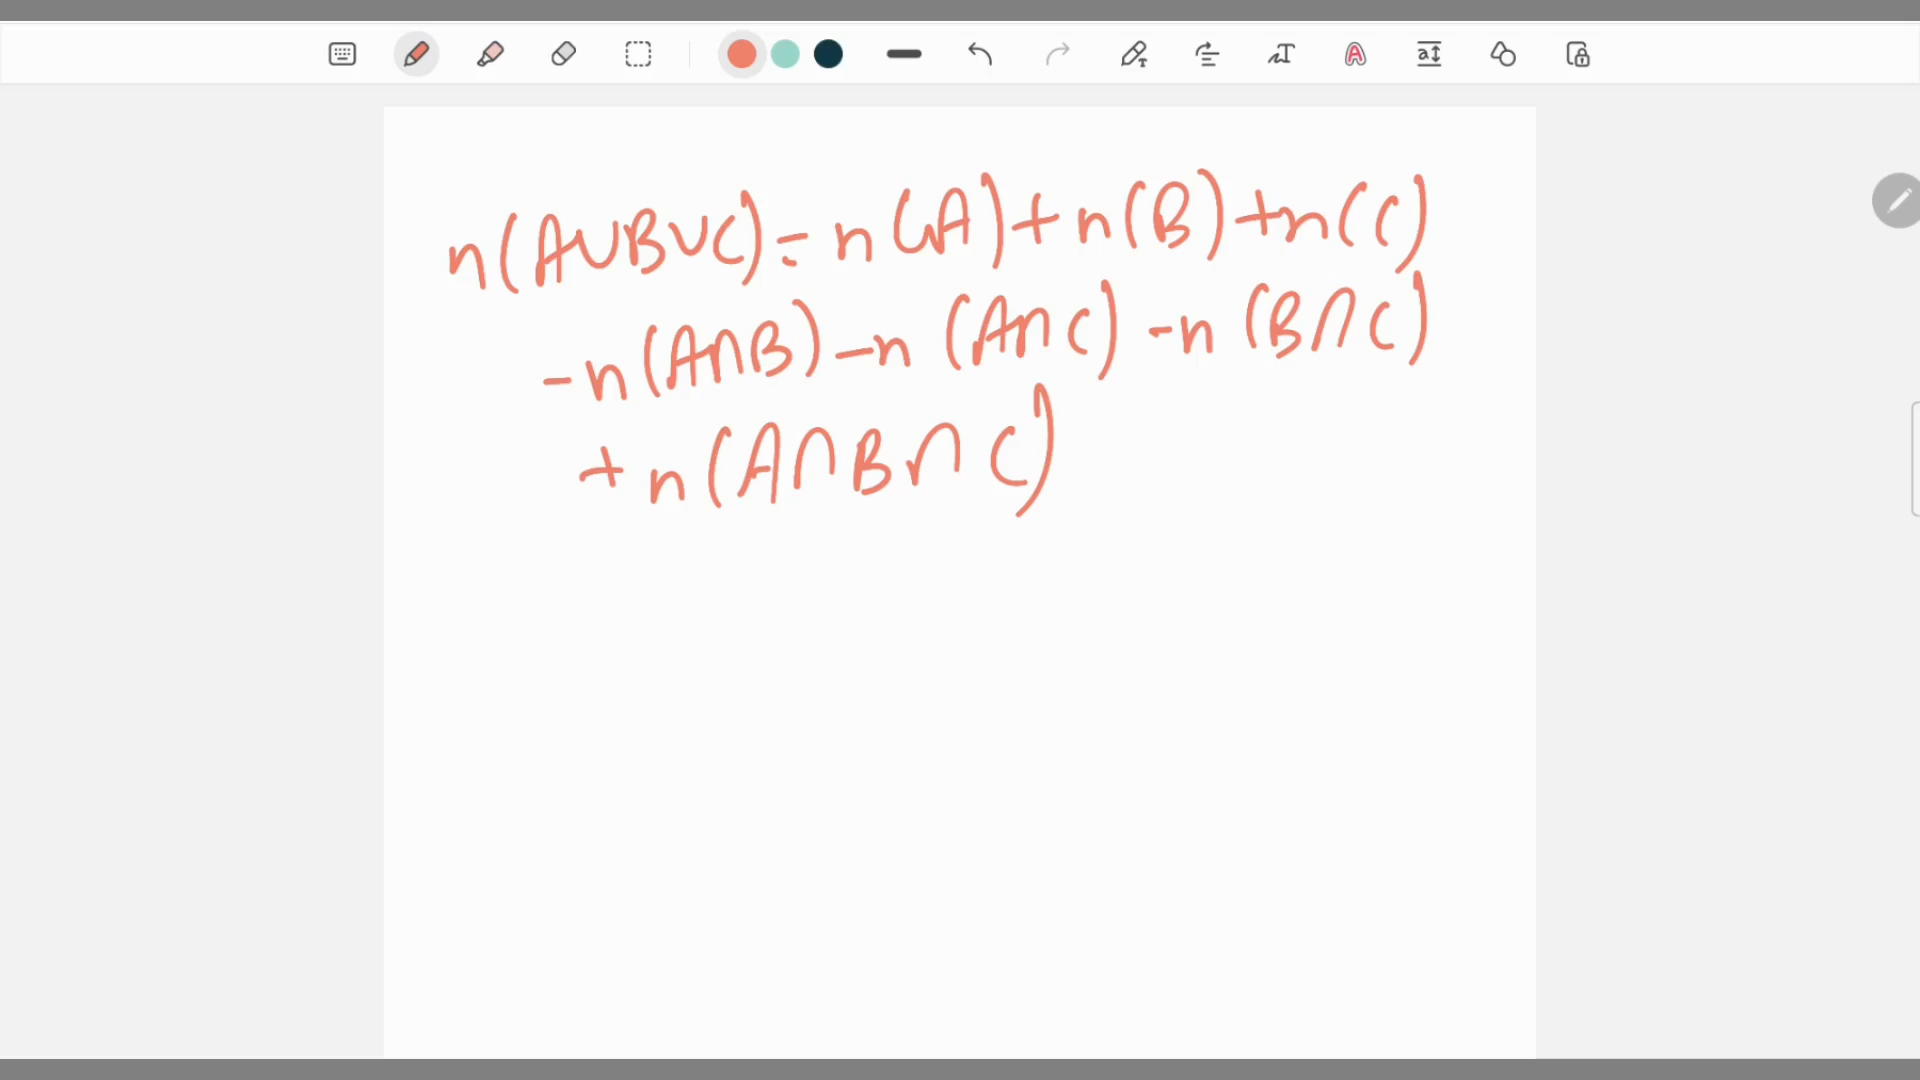 n(A∪B∪C) = n(A) + n(B) + n(C)
- n(A∩B) - n(A∩C) - n(B∩C)
+ n(A∩B∩C)